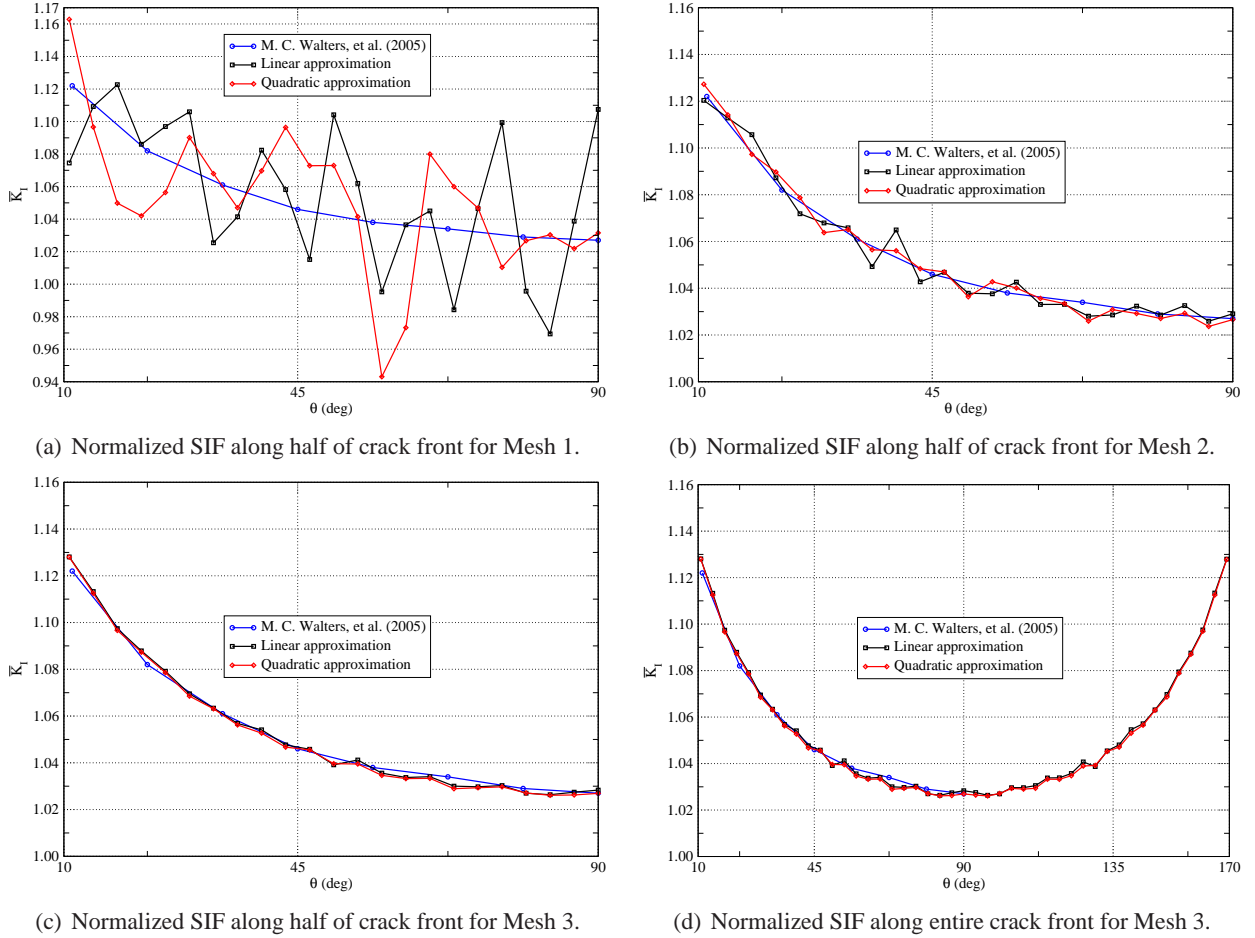 1.17
1.16
1.14
1.12
1.10
1.08
1.06
1.04
1.02
1.00
0.98
0.96
0.94
K̅I
10
45
90
θ (deg)
M. C. Walters, et al. (2005)
Linear approximation
Quadratic approximation
(a) Normalized SIF along half of crack front for Mesh 1.
1.16
1.14
1.12
1.10
1.08
1.06
1.04
1.02
1.00
K̅I
10
45
90
θ (deg)
M. C. Walters, et al. (2005)
Linear approximation
Quadratic approximation
(b) Normalized SIF along half of crack front for Mesh 2.
1.16
1.14
1.12
1.10
1.08
1.06
1.04
1.02
1.00
K̅I
10
45
90
θ (deg)
M. C. Walters, et al. (2005)
Linear approximation
Quadratic approximation
(c) Normalized SIF along half of crack front for Mesh 3.
1.16
1.14
1.12
1.10
1.08
1.06
1.04
1.02
1.00
K̅I
10
45
90
135
170
θ (deg)
M. C. Walters, et al. (2005)
Linear approximation
Quadratic approximation
(d) Normalized SIF along entire crack front for Mesh 3.